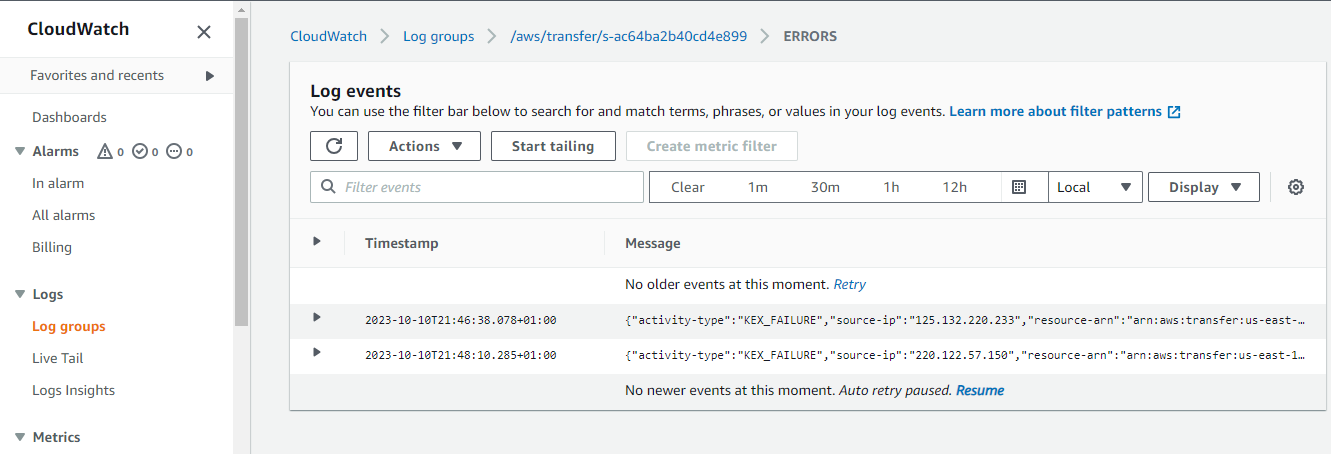 CloudWatch
Favorites and recents
Dashboards
Alarms 0 0 0
In alarm
All alarms
Billing
Logs
Log groups
Live Tail
Logs Insights
Metrics
CloudWatch Log groups /aws/transfer/s-ac64ba2b40cd4e899 ERRORS
Log events
You can use the filter bar below to search for and match terms, phrases, or values in your log events. Learn more about filter patterns
Actions Start tailing Create metric filter
Filter events Clear 1m 30m 1h 12h Local Display
Timestamp Message
No older events at this moment. Retry
2023-10-10T21:46:38.078+01:00 {"activity-type":"KEX_FAILURE","source-ip":"125.132.220.233","resource-arn":"arn:aws:transfer:us-east-…
2023-10-10T21:48:10.285+01:00 {"activity-type":"KEX_FAILURE","source-ip":"220.122.57.150","resource-arn":"arn:aws:transfer:us-east-1…
No newer events at this moment. Auto retry paused. Resume